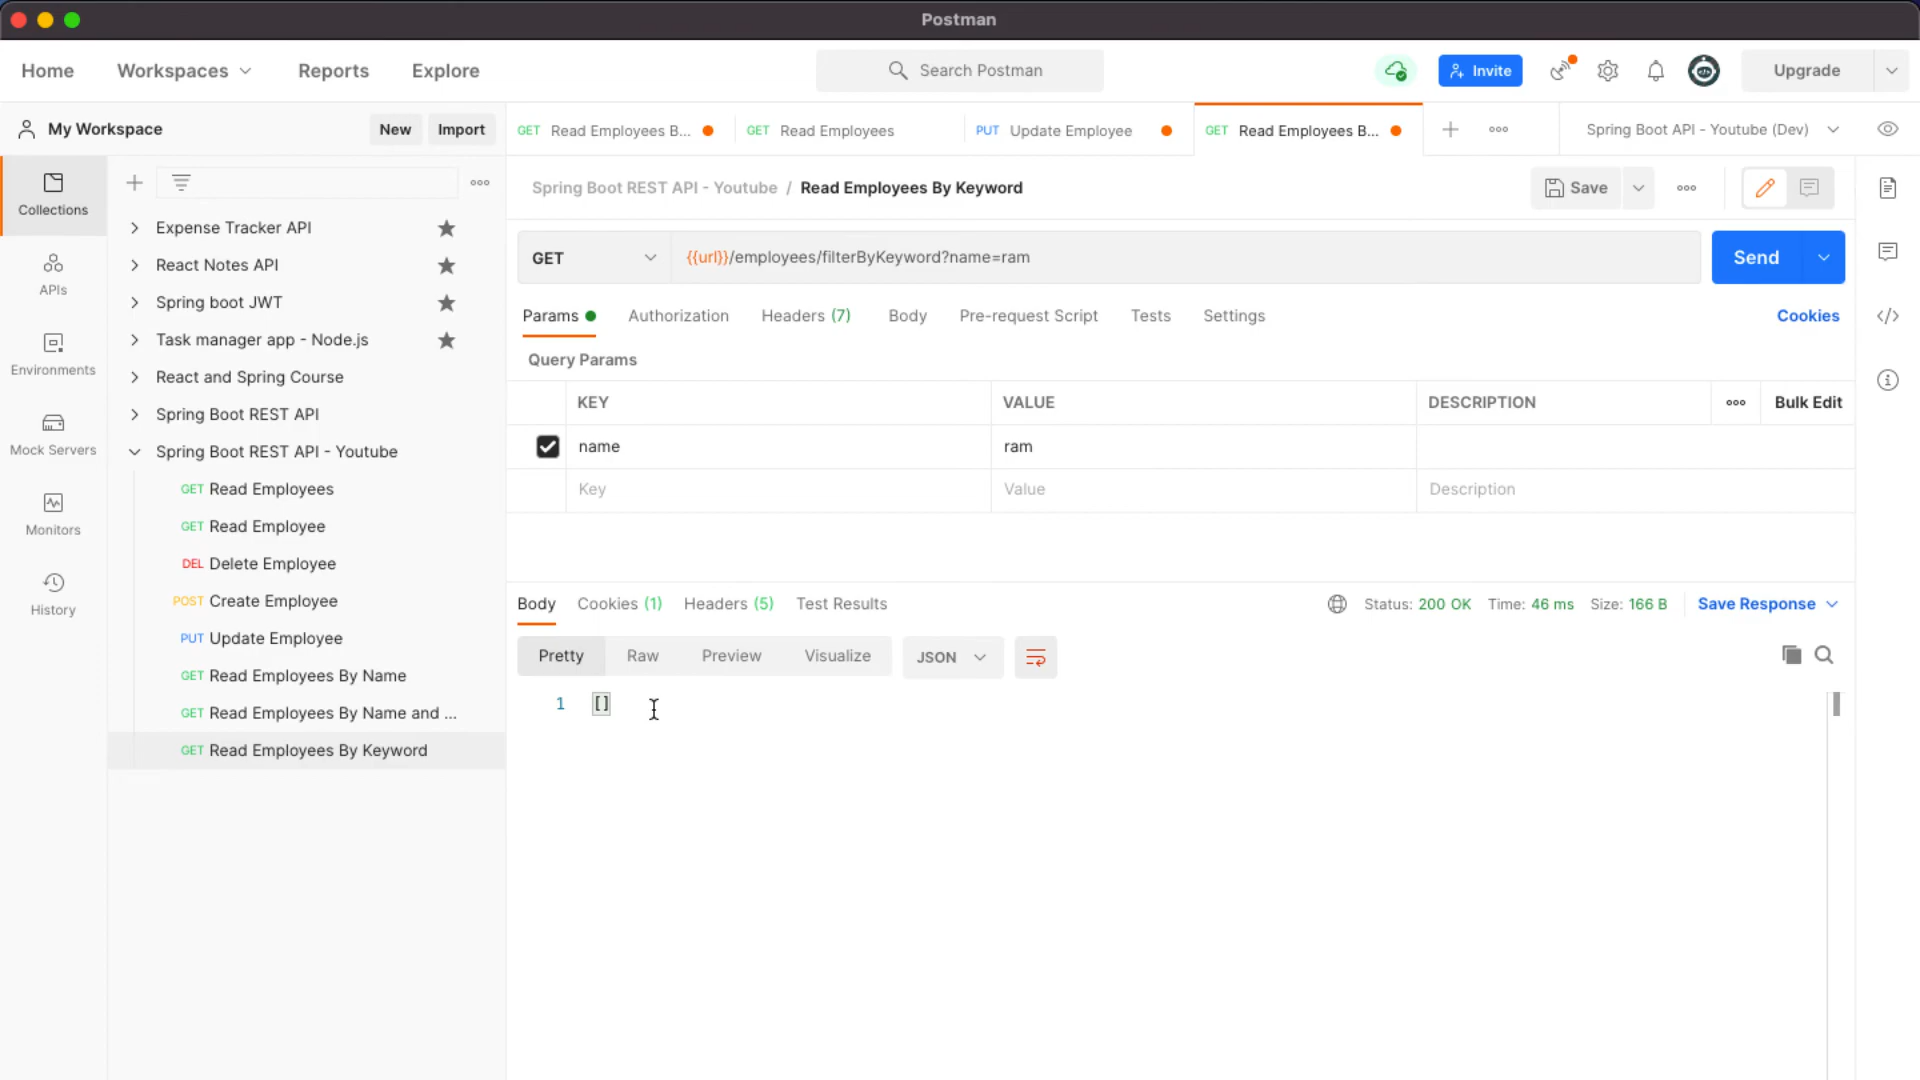 Postman
Home Workspaces Reports Explore Search Postman Invite Upgrade
My Workspace New Import
GET Read Employees B... GET Read Employees PUT Update Employee GET Read Employees B... Spring Boot API - Youtube (Dev)
Collections
APIs
Environments
Mock Servers
Monitors
History
Expense Tracker API
React Notes API
Spring boot JWT
Task manager app - Node.js
React and Spring Course
Spring Boot REST API
Spring Boot REST API - Youtube
GET Read Employees
GET Read Employee
DEL Delete Employee
POST Create Employee
PUT Update Employee
GET Read Employees By Name
GET Read Employees By Name and ...
GET Read Employees By Keyword
Spring Boot REST API - Youtube / Read Employees By Keyword Save
GET {{url}}/employees/filterByKeyword?name=ram Send
Params Authorization Headers (7) Body Pre-request Script Tests Settings Cookies
Query Params
KEY VALUE DESCRIPTION Bulk Edit
name ram
Key Value Description
Body Cookies (1) Headers (5) Test Results Status: 200 OK Time: 46 ms Size: 166 B Save Response
Pretty Raw Preview Visualize JSON
1 []